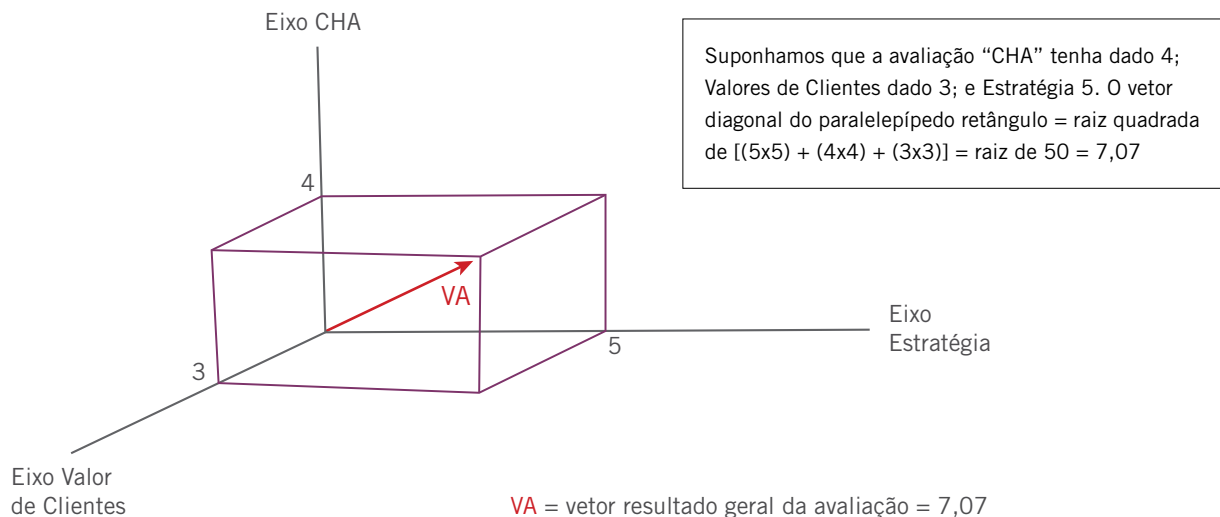 Eixo CHA
Suponhamos que a avaliação “CHA” tenha dado 4;
Valores de Clientes dado 3; e Estratégia 5. O vetor
diagonal do paralelepípedo retângulo = raiz quadrada
de [(5x5) + (4x4) + (3x3)] = raiz de 50 = 7,07
4
VA
Eixo
Estratégia
5
3
Eixo Valor
de Clientes
VA = vetor resultado geral da avaliação = 7,07